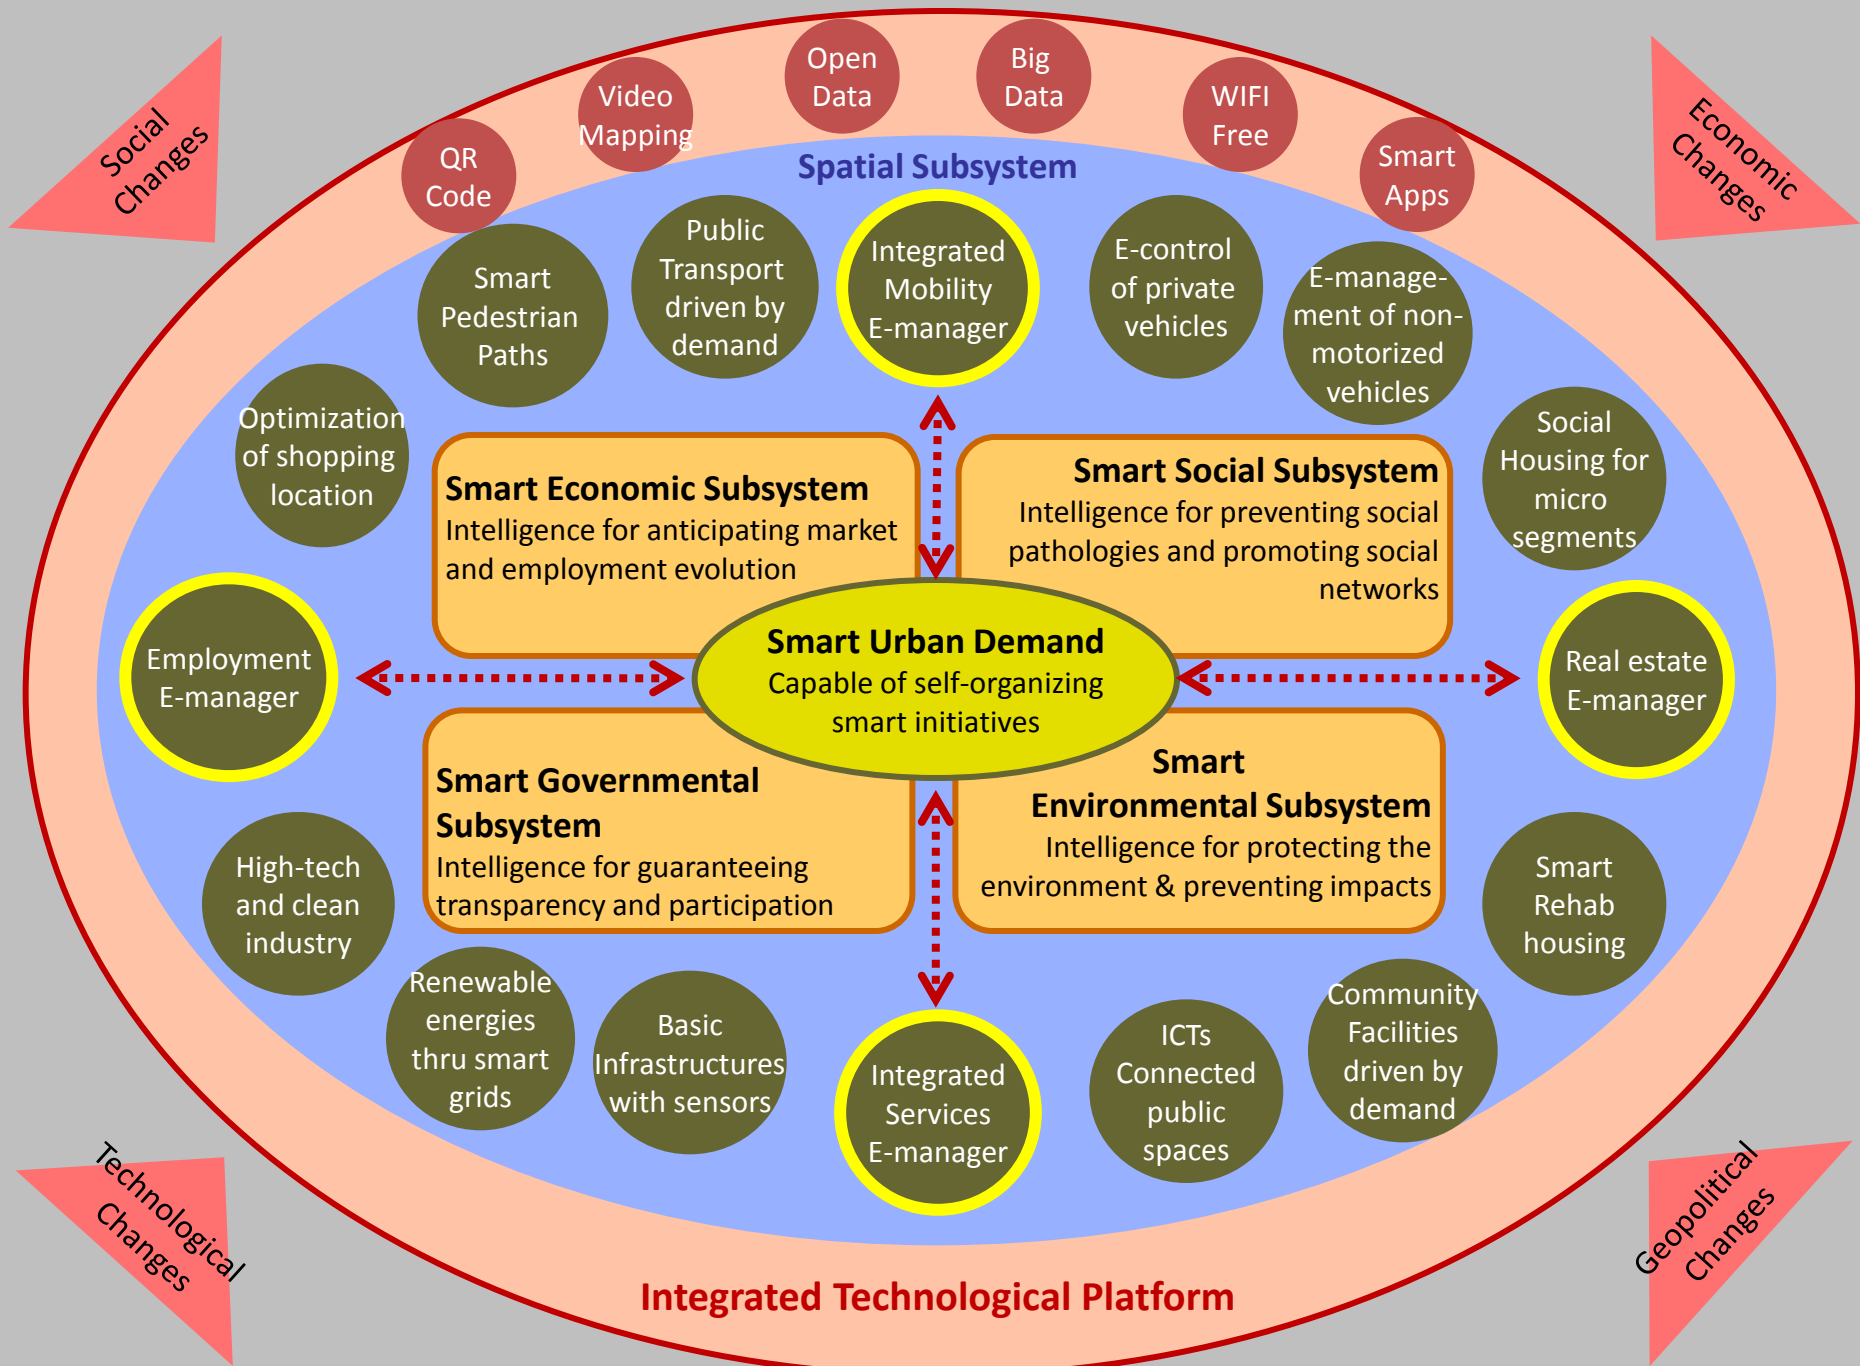 Social
Changes
Economic
Changes
QR
Code
Video
Mapping
Open
Data
Big
Data
WIFI
Free
Smart
Apps
Spatial Subsystem
Optimization
of shopping
location
Smart
Pedestrian
Paths
Public
Transport
driven by
demand
Integrated
Mobility
E-manager
E-control
of private
vehicles
E-manage-
ment of non-
motorized
vehicles
Social
Housing for
micro
segments
Smart Economic Subsystem
Intelligence for anticipating market
and employment evolution
Smart Social Subsystem
Intelligence for preventing social
pathologies and promoting social
networks
Employment
E-manager
Smart Urban Demand
Capable of self-organizing
smart initiatives
Real estate
E-manager
Smart Governmental
Subsystem
Intelligence for guaranteeing
transparency and participation
Smart
Environmental Subsystem
Intelligence for protecting the
environment & preventing impacts
High-tech
and clean
industry
Renewable
energies
thru smart
grids
Basic
Infrastructures
with sensors
Integrated
Services
E-manager
ICTs
Connected
public
spaces
Community
Facilities
driven by
demand
Smart
Rehab
housing
Technological
Changes
Geopolitical
Changes
Integrated Technological Platform